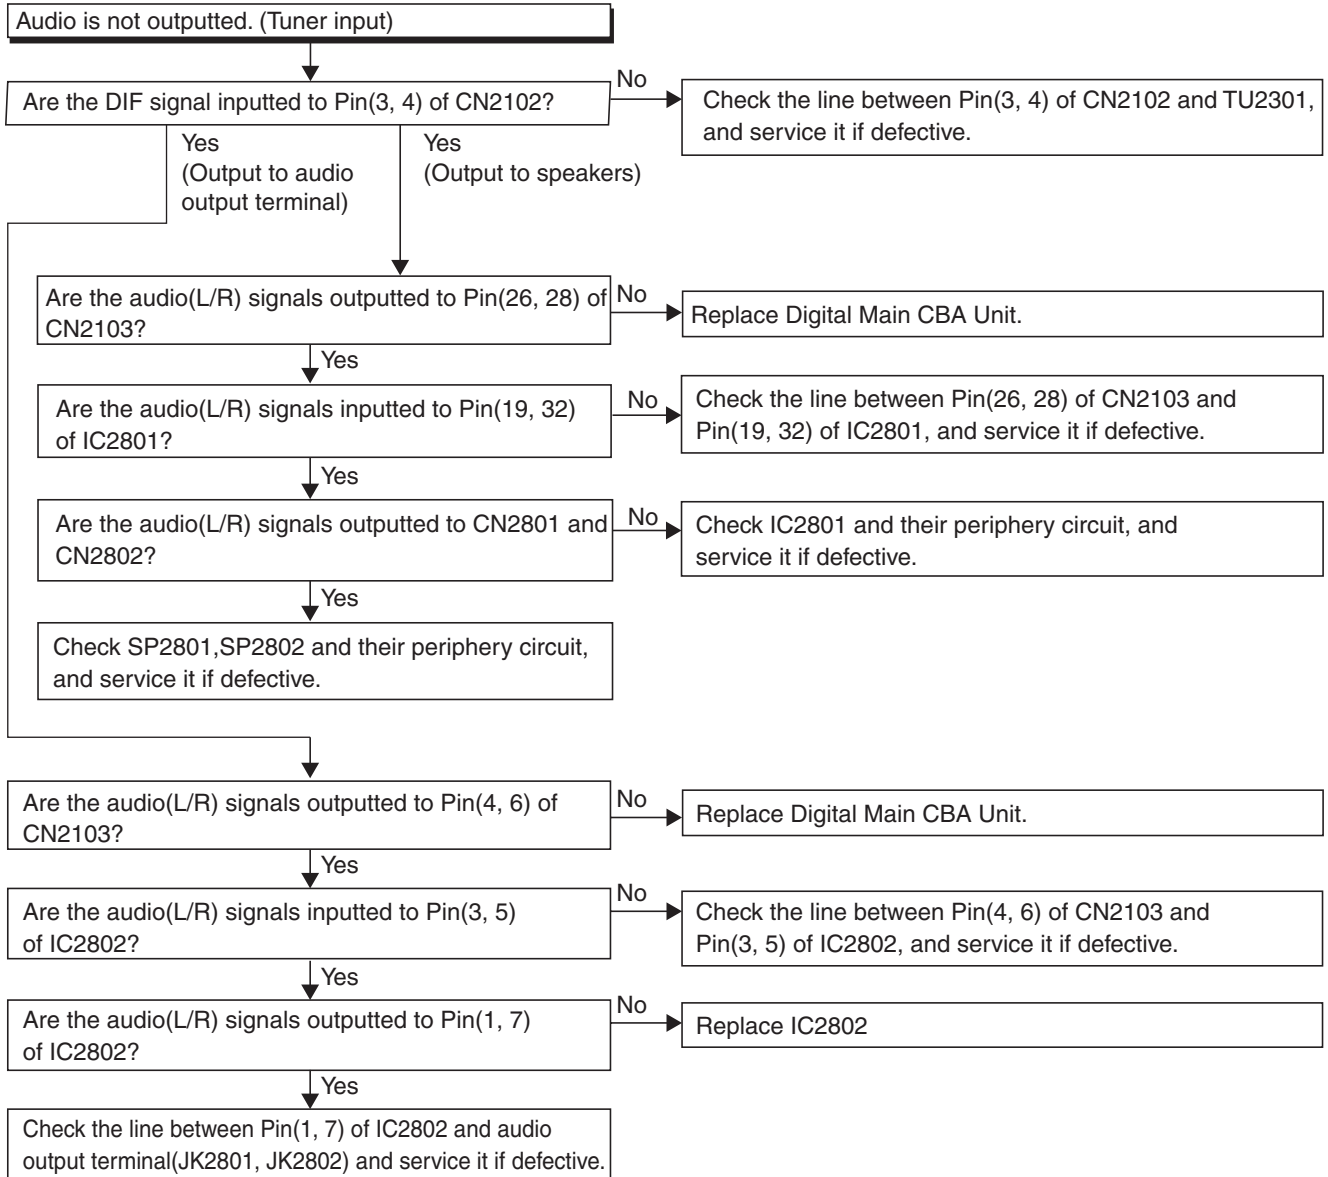 Audio is not outputted. (Tuner input)
Are the DIF signal inputted to Pin(3, 4) of CN2102?
No
Check the line between Pin(3, 4) of CN2102 and TU2301,
and service it if defective.
Yes
(Output to audio
output terminal)
Yes
(Output to speakers)
Are the audio(L/R) signals outputted to Pin(26, 28) of
CN2103?
No
Replace Digital Main CBA Unit.
Yes
Are the audio(L/R) signals inputted to Pin(19, 32)
of IC2801?
No
Check the line between Pin(26, 28) of CN2103 and
Pin(19, 32) of IC2801, and service it if defective.
Yes
Are the audio(L/R) signals outputted to CN2801 and
CN2802?
No
Check IC2801 and their periphery circuit, and
service it if defective.
Yes
Check SP2801,SP2802 and their periphery circuit,
and service it if defective.
Are the audio(L/R) signals outputted to Pin(4, 6) of
CN2103?
No
Replace Digital Main CBA Unit.
Yes
Are the audio(L/R) signals inputted to Pin(3, 5)
of IC2802?
No
Check the line between Pin(4, 6) of CN2103 and
Pin(3, 5) of IC2802, and service it if defective.
Yes
Are the audio(L/R) signals outputted to Pin(1, 7)
of IC2802?
No
Replace IC2802
Yes
Check the line between Pin(1, 7) of IC2802 and audio
output terminal(JK2801, JK2802) and service it if defective.